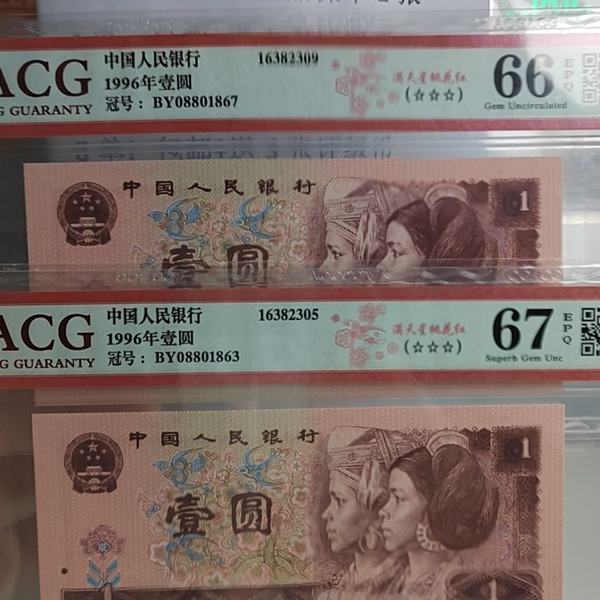 ACG
GUARANTY
中国人民银行
1996年壹圆
冠号: BY08801867
16382309
满天星桃花红
(☆☆☆)
66
EPQ
Gem Uncirculated
中国人民银行
壹圆
1
ACG
GUARANTY
中国人民银行
1996年壹圆
冠号: BY08801863
16382305
满天星桃花红
(☆☆☆)
67
EPQ
Superb Gem Unc
中国人民银行
壹圆
1
1